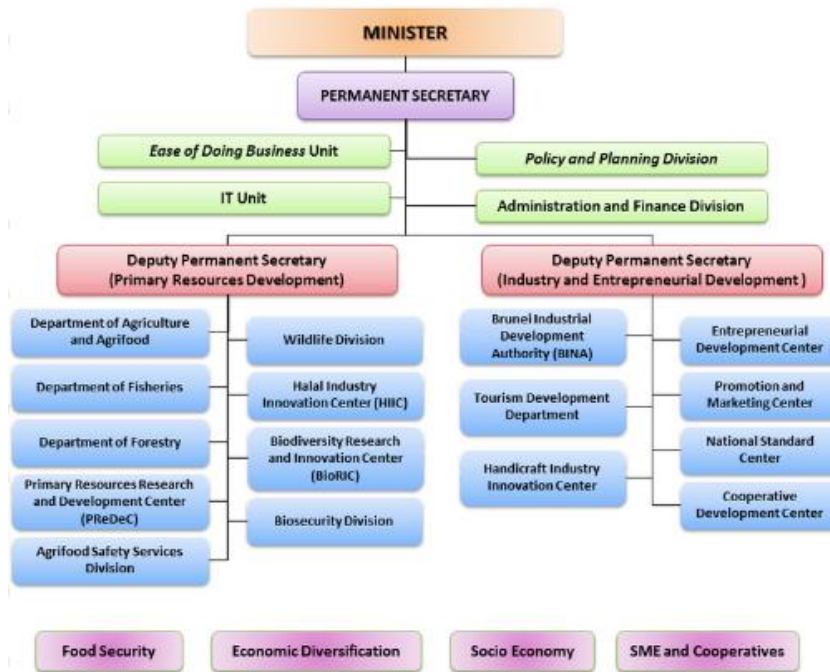 MINISTER
PERMANENT SECRETARY
Ease of Doing Business Unit
Policy and Planning Division
IT Unit
Administration and Finance Division
Deputy Permanent Secretary
(Primary Resources Development)
Deputy Permanent Secretary
(Industry and Entrepreneurial Development )
Department of Agriculture
and Agrifood
Department of Fisheries
Department of Forestry
Primary Resources Research
and Development Center
(PReDeC)
Agrifood Safety Services
Division
Wildlife Division
Halal Industry
Innovation Center (HIIC)
Biodiversity Research
and Innovation Center
(BioRIC)
Biosecurity Division
Brunei Industrial
Development
Authority (BINA)
Tourism Development
Department
Handicraft Industry
Innovation Center
Entrepreneurial
Development Center
Promotion and
Marketing Center
National Standard
Center
Cooperative
Development Center
Food Security
Economic Diversification
Socio Economy
SME and Cooperatives